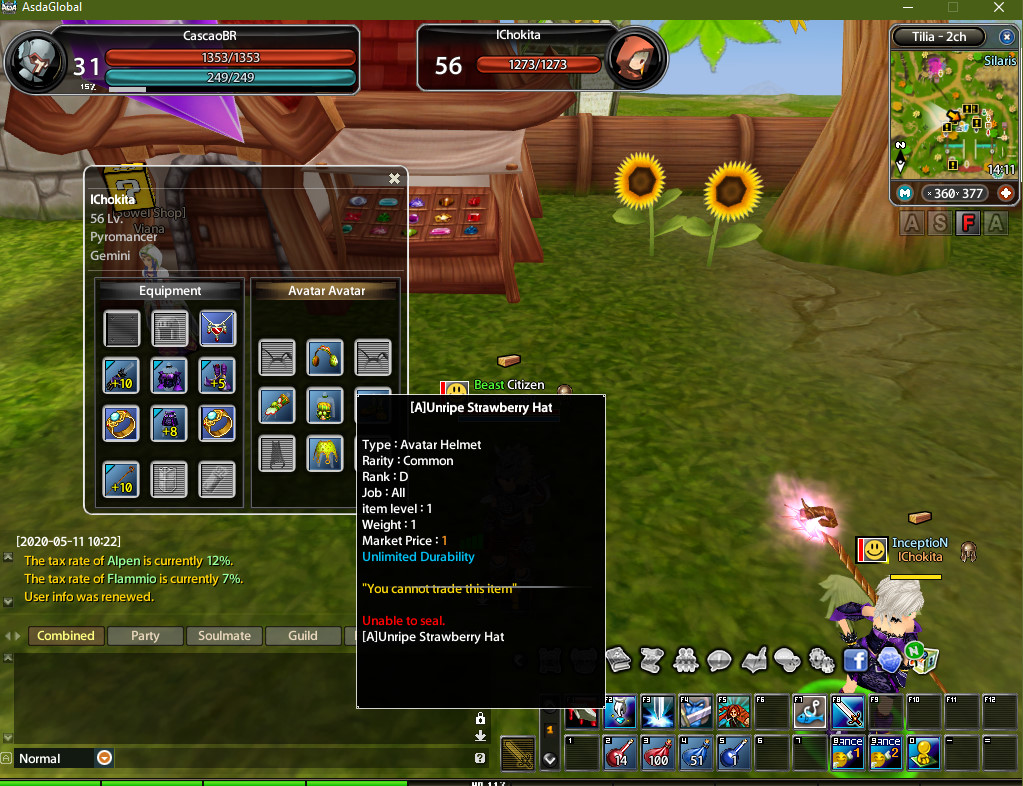 AsdaGlobal
CascaoBR
31
15%
1353/1353
249/249
IChokita
56
1273/1273
Tilia - 2ch
Silaris
N
14:11
M
x 360 Y 377
A S F A
IChokita
56 Lv.
Pyromancer
Gemini
[Jowel Shop]
Viana
Equipment
Avatar Avatar
+10
+5
+8
+10
Beast Citizen
[A]Unripe Strawberry Hat
Type : Avatar Helmet
Rarity : Common
Rank : D
Job : All
item level : 1
Weight : 1
Market Price : 1
Unlimited Durability
"You cannot trade this item"
Unable to seal.
[A]Unripe Strawberry Hat
InceptioN
IChokita
[2020-05-11 10:22]
The tax rate of Alpen is currently 12%.
The tax rate of Flammio is currently 7%.
User info was renewed.
Combined
Party
Soulmate
Guild
N
F2 F3 F4 F5 F6 F7 F8 F9 F10 F11 F12
1
1 2 3 4 5 6 7 8 9 0 - =
14 100 51 1 1 2
Normal